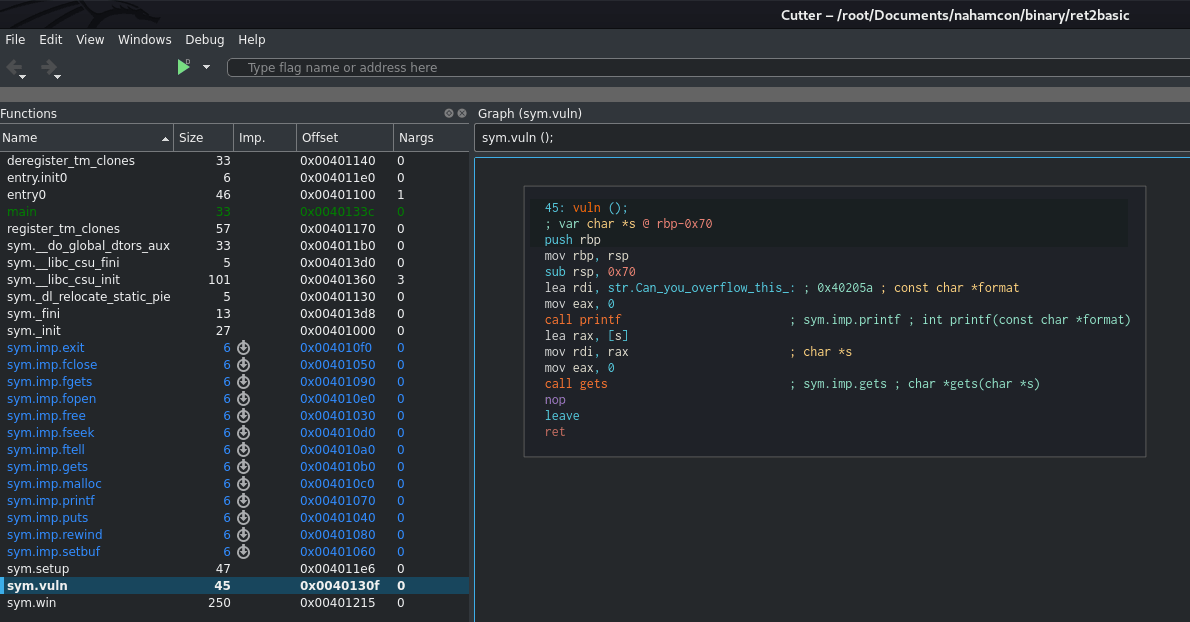 Cutter – /root/Documents/nahamcon/binary/ret2basic
File Edit View Windows Debug Help
Type flag name or address here
Functions
Graph (sym.vuln)
Name Size Imp. Offset Nargs
sym.vuln ();
deregister_tm_clones 33 0x00401140 0
entry.init0 6 0x004011e0 0
entry0 46 0x00401100 1
main 33 0x0040133c 0
register_tm_clones 57 0x00401170 0
sym.__do_global_dtors_aux 33 0x004011b0 0
sym.__libc_csu_fini 5 0x004013d0 0
sym.__libc_csu_init 101 0x00401360 3
sym._dl_relocate_static_pie 5 0x00401130 0
sym._fini 13 0x004013d8 0
sym._init 27 0x00401000 0
sym.imp.exit 6 0x004010f0 0
sym.imp.fclose 6 0x00401050 0
sym.imp.fgets 6 0x00401090 0
sym.imp.fopen 6 0x004010e0 0
sym.imp.free 6 0x00401030 0
sym.imp.fseek 6 0x004010d0 0
sym.imp.ftell 6 0x004010a0 0
sym.imp.gets 6 0x004010b0 0
sym.imp.malloc 6 0x004010c0 0
sym.imp.printf 6 0x00401070 0
sym.imp.puts 6 0x00401040 0
sym.imp.rewind 6 0x00401080 0
sym.imp.setbuf 6 0x00401060 0
sym.setup 47 0x004011e6 0
sym.vuln 45 0x0040130f 0
sym.win 250 0x00401215 0
45: vuln ();
; var char *s @ rbp-0x70
push rbp
mov rbp, rsp
sub rsp, 0x70
lea rdi, str.Can_you_overflow_this_: ; 0x40205a ; const char *format
mov eax, 0
call printf ; sym.imp.printf ; int printf(const char *format)
lea rax, [s]
mov rdi, rax ; char *s
mov eax, 0
call gets ; sym.imp.gets ; char *gets(char *s)
nop
leave
ret